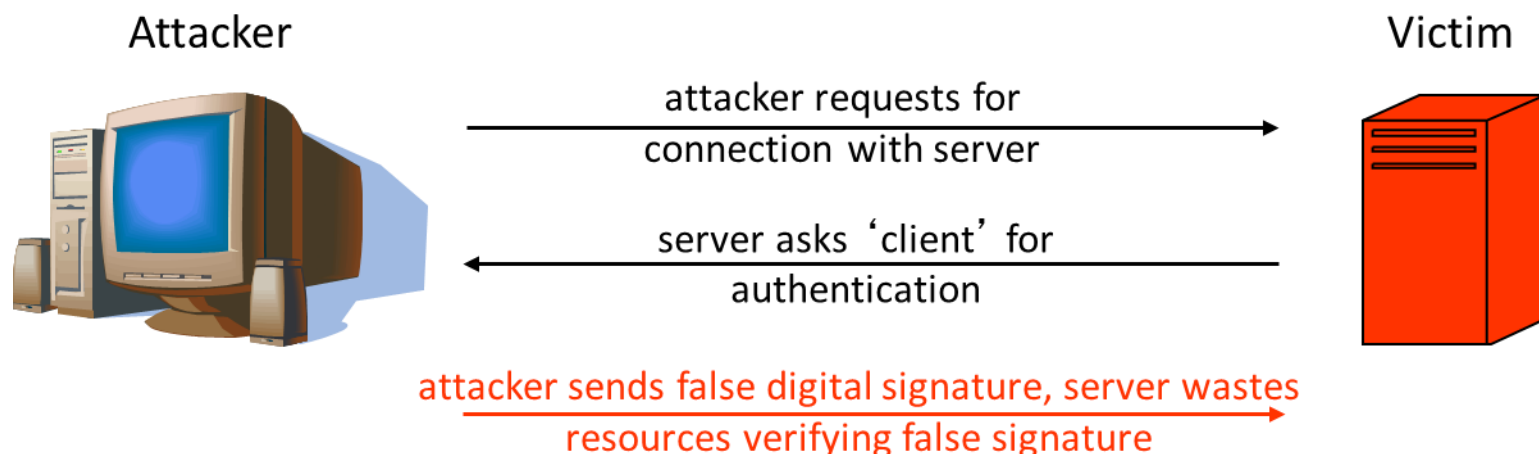 Attacker
Victim
attacker requests for
connection with server
server asks ‘client’ for
authentication
attacker sends false digital signature, server wastes
resources verifying false signature